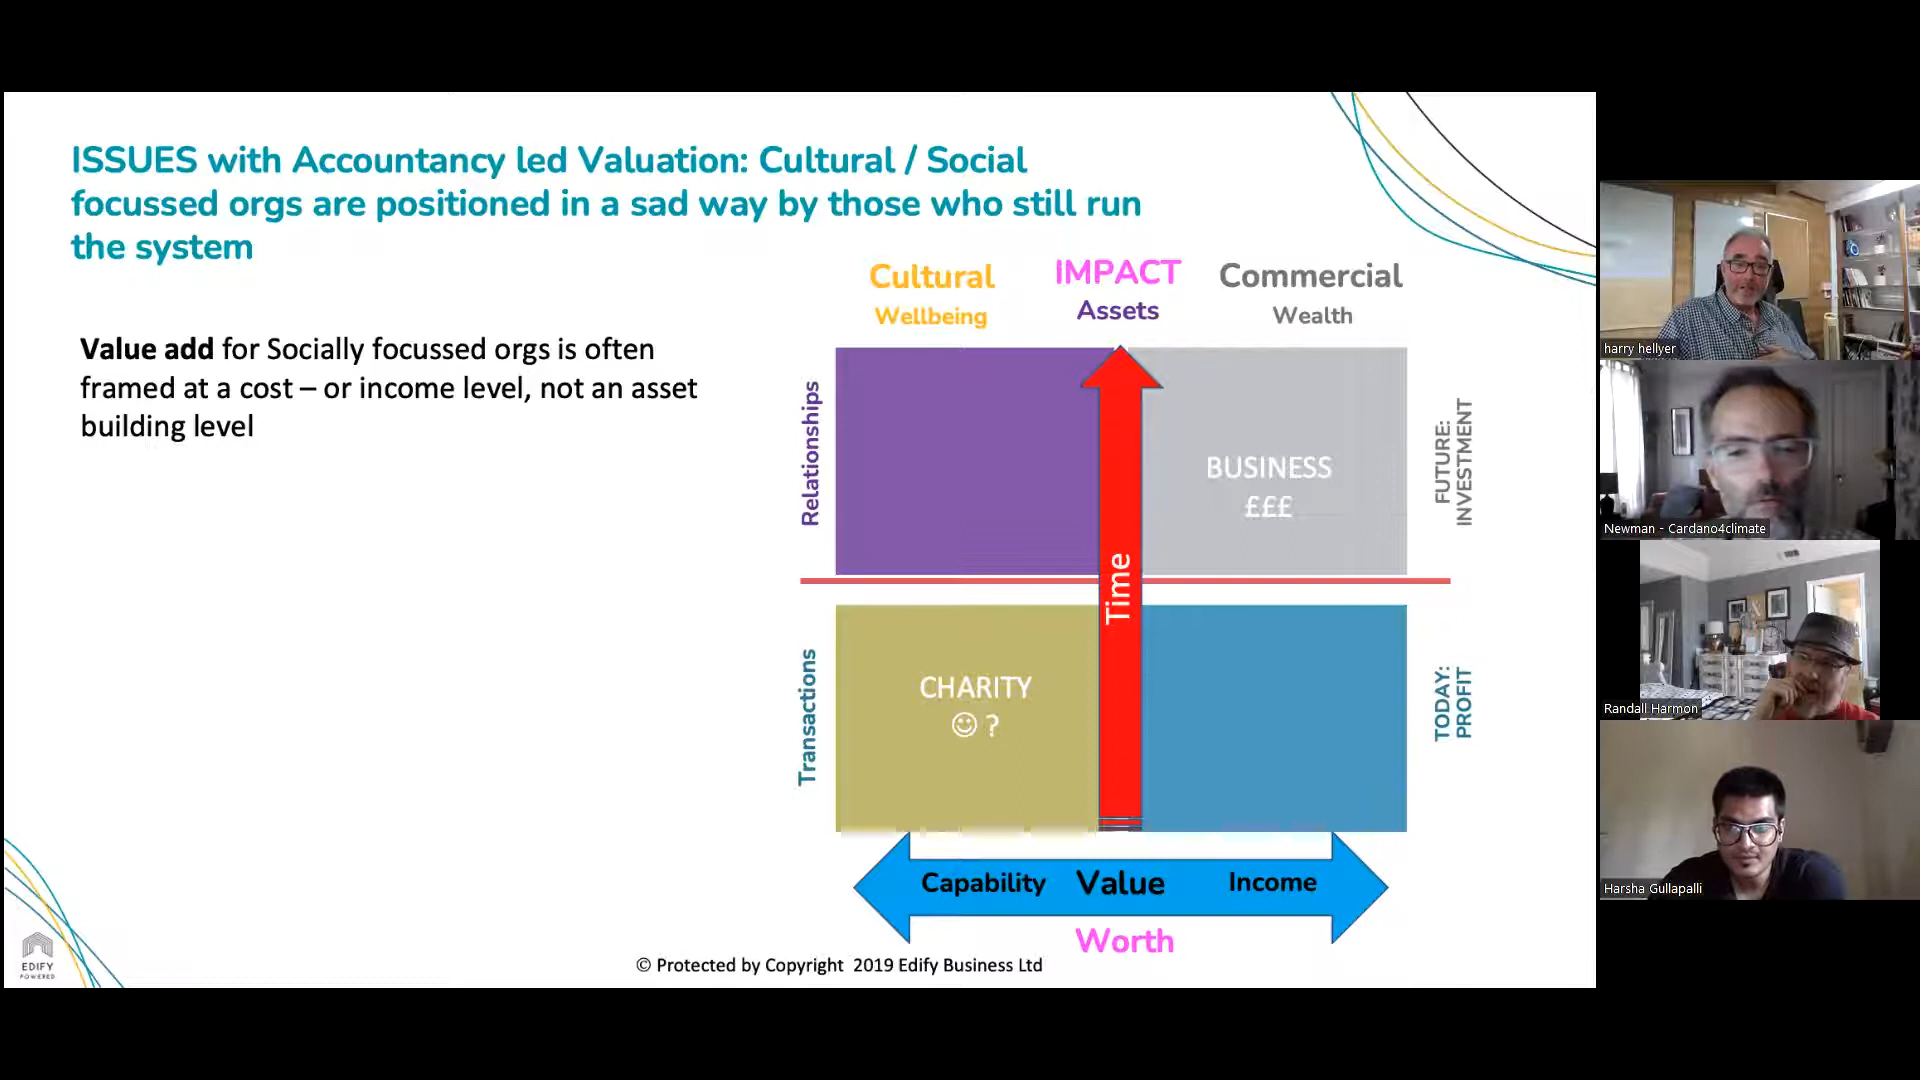 ISSUES with Accountancy led Valuation: Cultural / Social
focussed orgs are positioned in a sad way by those who still run
the system
Value add for Socially focussed orgs is often
framed at a cost – or income level, not an asset
building level
Cultural
Wellbeing
IMPACT
Assets
Commercial
Wealth
Relationships
Transactions
BUSINESS
£££
CHARITY
☺ ?
Time
FUTURE:
INVESTMENT
TODAY:
PROFIT
Capability
Value
Income
Worth
© Protected by Copyright 2019 Edify Business Ltd
EDIFY
POWERED
harry hellyer
Newman - Cardano4climate
Randall Harmon
Harsha Gullapalli